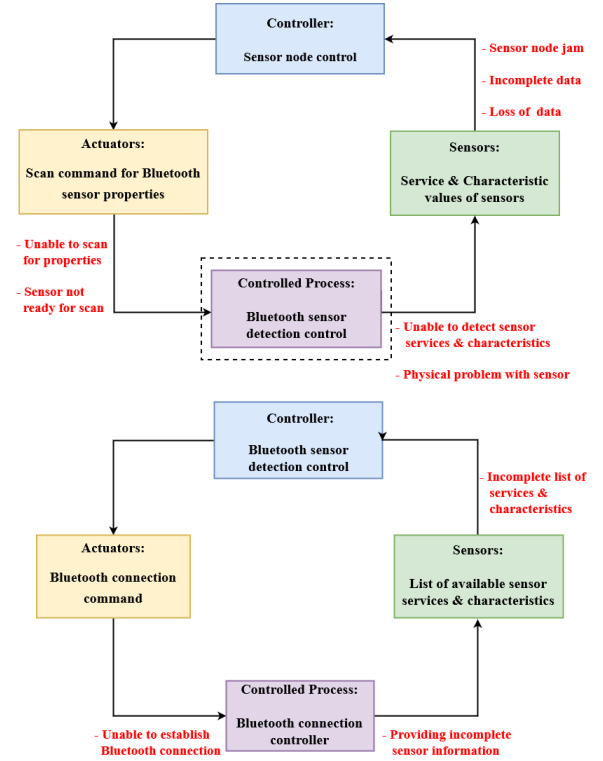 Controller:
Sensor node control
- Sensor node jam
- Incomplete data
- Loss of data
Actuators:
Scan command for Bluetooth
sensor properties
Sensors:
Service & Characteristic
values of sensors
- Unable to scan
for properties
- Sensor not
ready for scan
Controlled Process:
Bluetooth sensor
detection control
- Unable to detect sensor
services & characteristics
- Physical problem with sensor
Controller:
Bluetooth sensor
detection control
- Incomplete list of
services &
characteristics
Actuators:
Bluetooth connection
command
Sensors:
List of available sensor
services & characteristics
Controlled Process:
Bluetooth connection
controller
- Unable to establish
Bluetooth connection
- Providing incomplete
sensor information